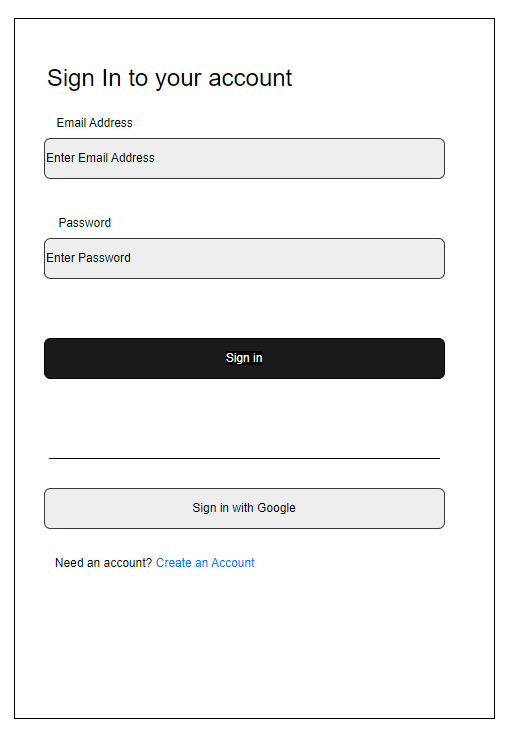 Sign In to your account
Email Address
Enter Email Address
Password
Enter Password
Sign in
Sign in with Google
Need an account? Create an Account